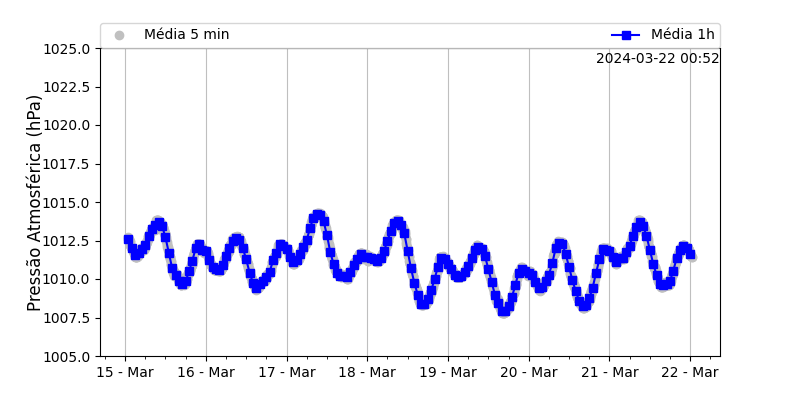 Média 5 min
Média 1h
2024-03-22 00:52
Pressão Atmosférica (hPa)
1025.0
1022.5
1020.0
1017.5
1015.0
1012.5
1010.0
1007.5
1005.0
15 - Mar
16 - Mar
17 - Mar
18 - Mar
19 - Mar
20 - Mar
21 - Mar
22 - Mar